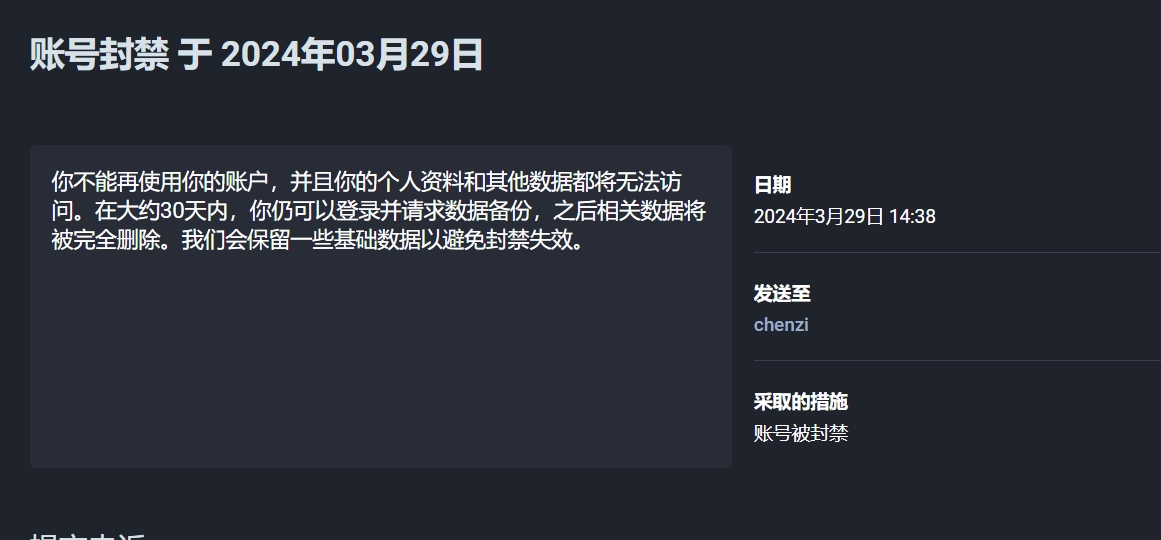 账号封禁 于 2024年03月29日
你不能再使用你的账户，并且你的个人资料和其他数据都将无法访
问。在大约30天内，你仍可以登录并请求数据备份，之后相关数据将
被完全删除。我们会保留一些基础数据以避免封禁失效。
日期
2024年3月29日 14:38
发送至
chenzi
采取的措施
账号被封禁